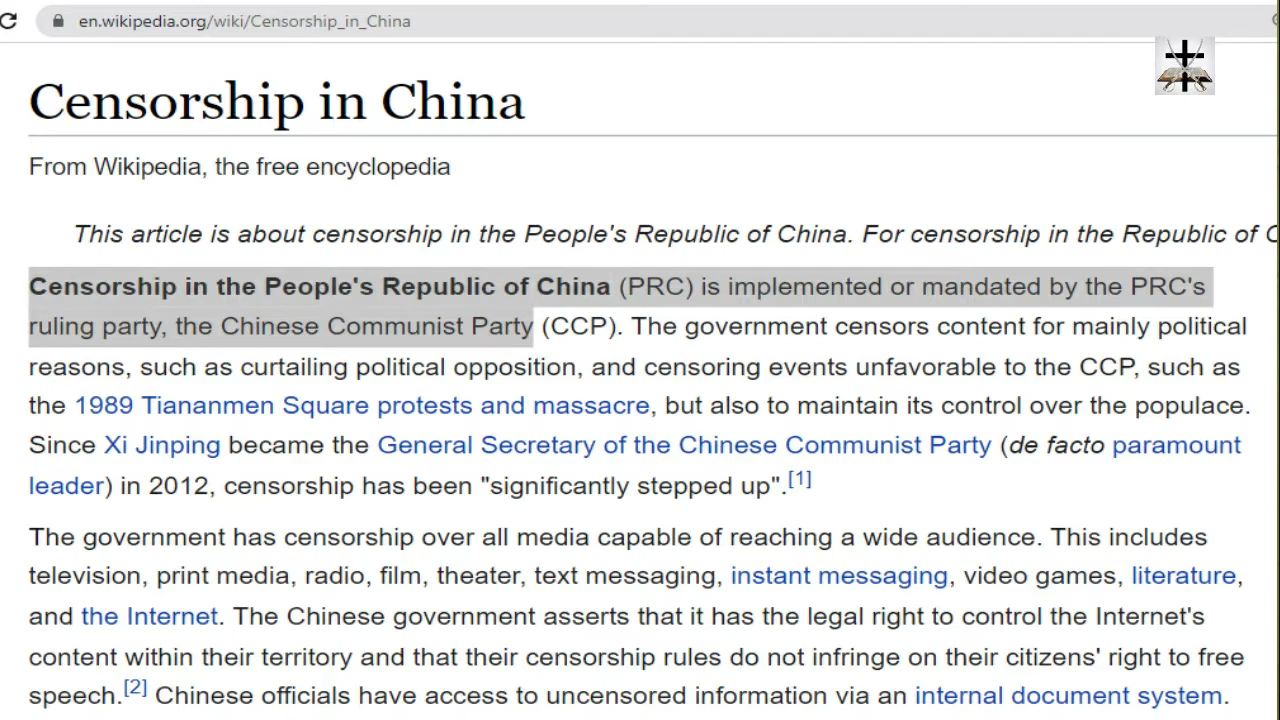 en.wikipedia.org/wiki/Censorship_in_China
Censorship in China
From Wikipedia, the free encyclopedia
This article is about censorship in the People's Republic of China. For censorship in the Republic of
Censorship in the People's Republic of China (PRC) is implemented or mandated by the PRC's
ruling party, the Chinese Communist Party (CCP). The government censors content for mainly political
reasons, such as curtailing political opposition, and censoring events unfavorable to the CCP, such as
the 1989 Tiananmen Square protests and massacre, but also to maintain its control over the populace.
Since Xi Jinping became the General Secretary of the Chinese Communist Party (de facto paramount
leader) in 2012, censorship has been "significantly stepped up".[1]
The government has censorship over all media capable of reaching a wide audience. This includes
television, print media, radio, film, theater, text messaging, instant messaging, video games, literature,
and the Internet. The Chinese government asserts that it has the legal right to control the Internet's
content within their territory and that their censorship rules do not infringe on their citizens' right to free
speech.[2] Chinese officials have access to uncensored information via an internal document system.